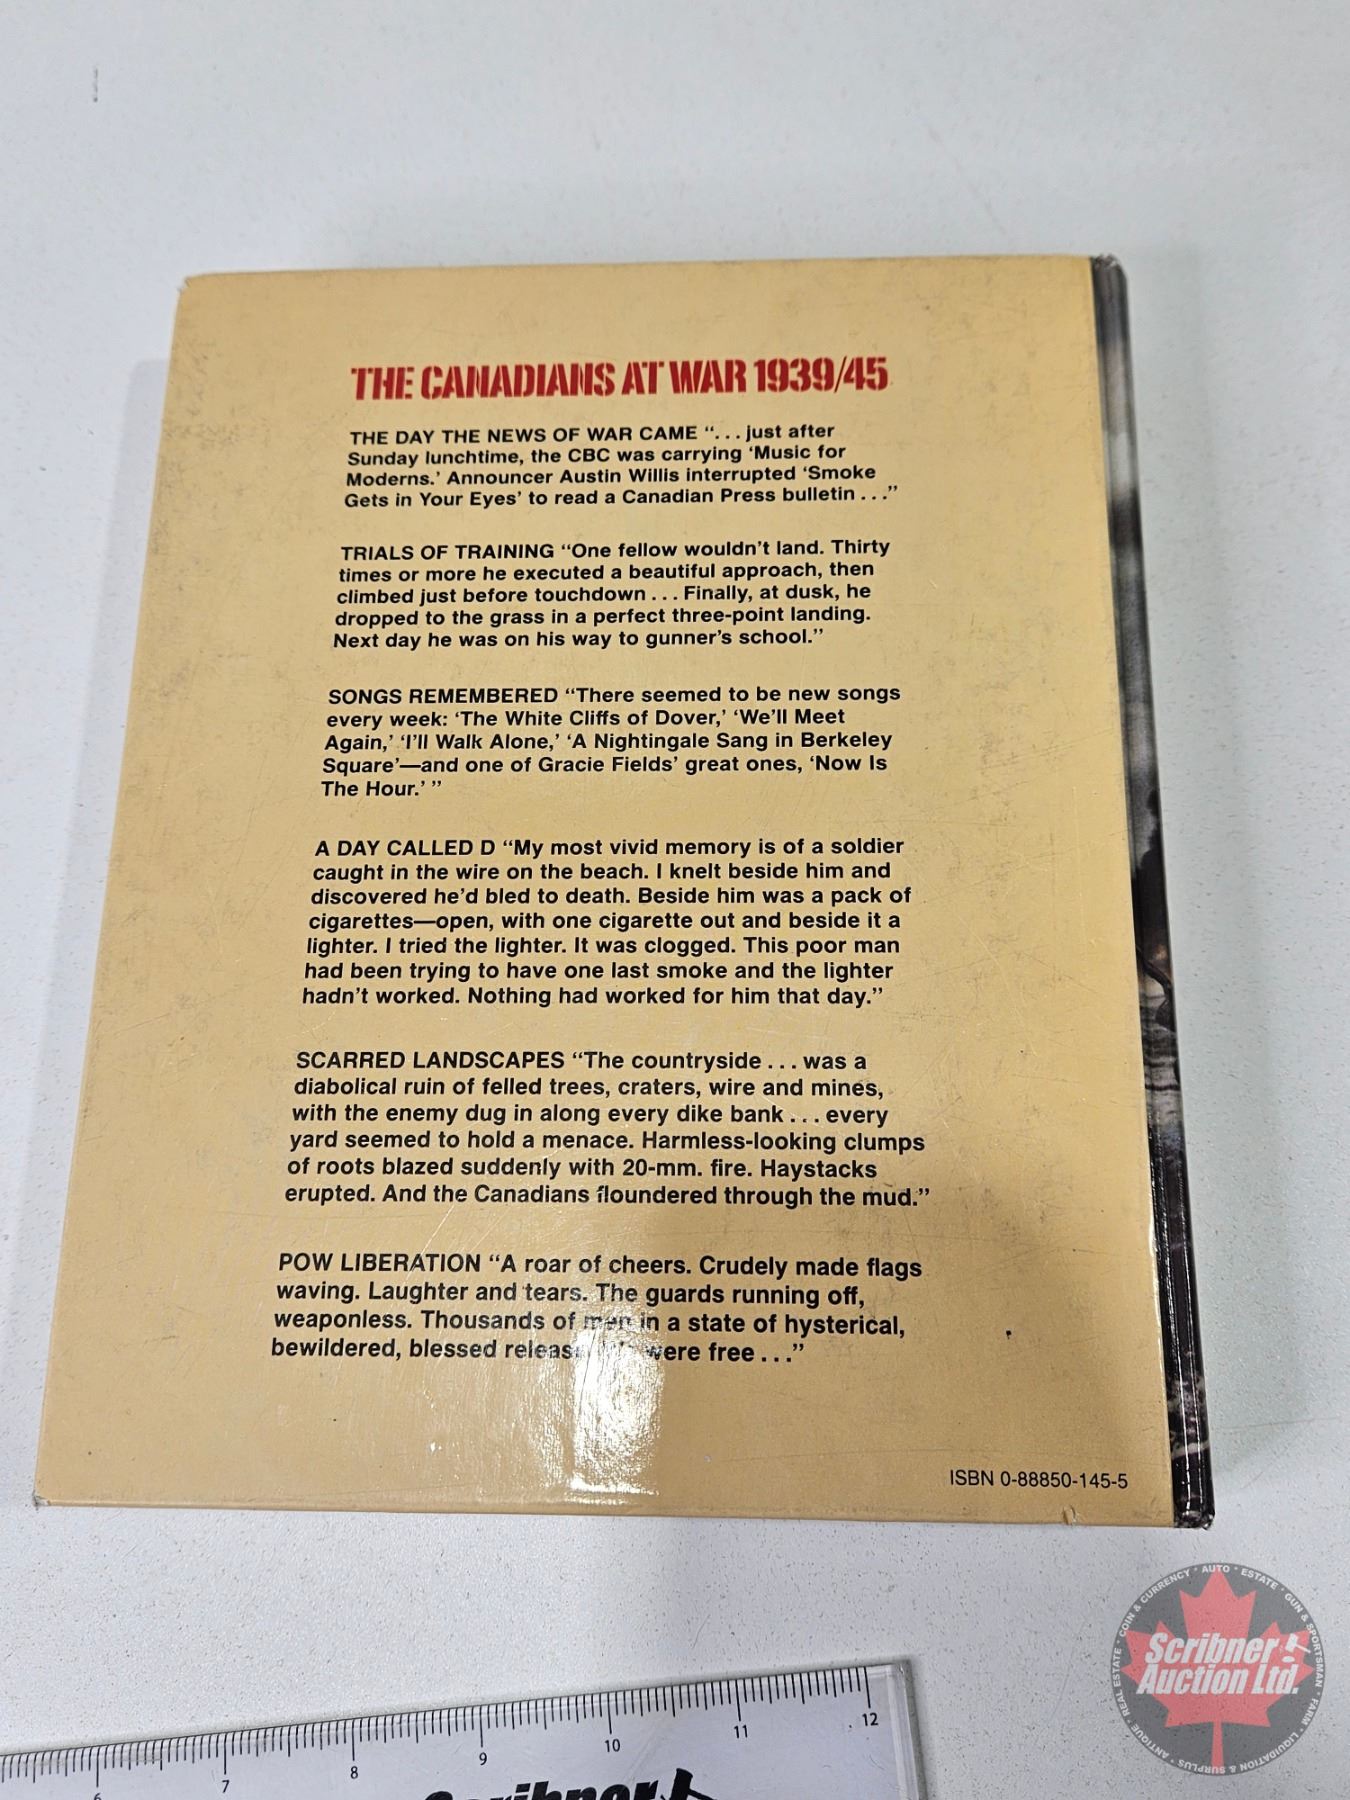 THE CANADIANS AT WAR 1939/45
THE DAY THE NEWS OF WAR CAME “. . . just after
Sunday lunchtime, the CBC was carrying ‘Music for
Moderns.’ Announcer Austin Willis interrupted ‘Smoke
Gets in Your Eyes’ to read a Canadian Press bulletin . . .”
TRIALS OF TRAINING “One fellow wouldn’t land. Thirty
times or more he executed a beautiful approach, then
climbed just before touchdown . . . Finally, at dusk, he
dropped to the grass in a perfect three-point landing.
Next day he was on his way to gunner’s school.”
SONGS REMEMBERED “There seemed to be new songs
every week: ‘The White Cliffs of Dover,’ ‘We’ll Meet
Again,’ ‘I’ll Walk Alone,’ ‘A Nightingale Sang in Berkeley
Square’—and one of Gracie Fields’ great ones, ‘Now Is
The Hour.’ ”
A DAY CALLED D “My most vivid memory is of a soldier
caught in the wire on the beach. I knelt beside him and
discovered he’d bled to death. Beside him was a pack of
cigarettes—open, with one cigarette out and beside it a
lighter. I tried the lighter. It was clogged. This poor man
had been trying to have one last smoke and the lighter
hadn’t worked. Nothing had worked for him that day.”
SCARRED LANDSCAPES “The countryside . . . was a
diabolical ruin of felled trees, craters, wire and mines,
with the enemy dug in along every dike bank . . . every
yard seemed to hold a menace. Harmless-looking clumps
of roots blazed suddenly with 20-mm. fire. Haystacks
erupted. And the Canadians floundered through the mud.”
POW LIBERATION “A roar of cheers. Crudely made flags
waving. Laughter and tears. The guards running off,
weaponless. Thousands of men in a state of hysterical,
bewildered, blessed release. were free . . .”
ISBN 0-88850-145-5
COIN & CURRENCY • AUTO • ESTATE • GUN & SPORTSMAN • FARM • LIQUIDATION & SURPLUS • ANTIQUE • REAL ESTATE •
Scribner
Auction Ltd.
6 7 8 9 10 11 12
Scribner